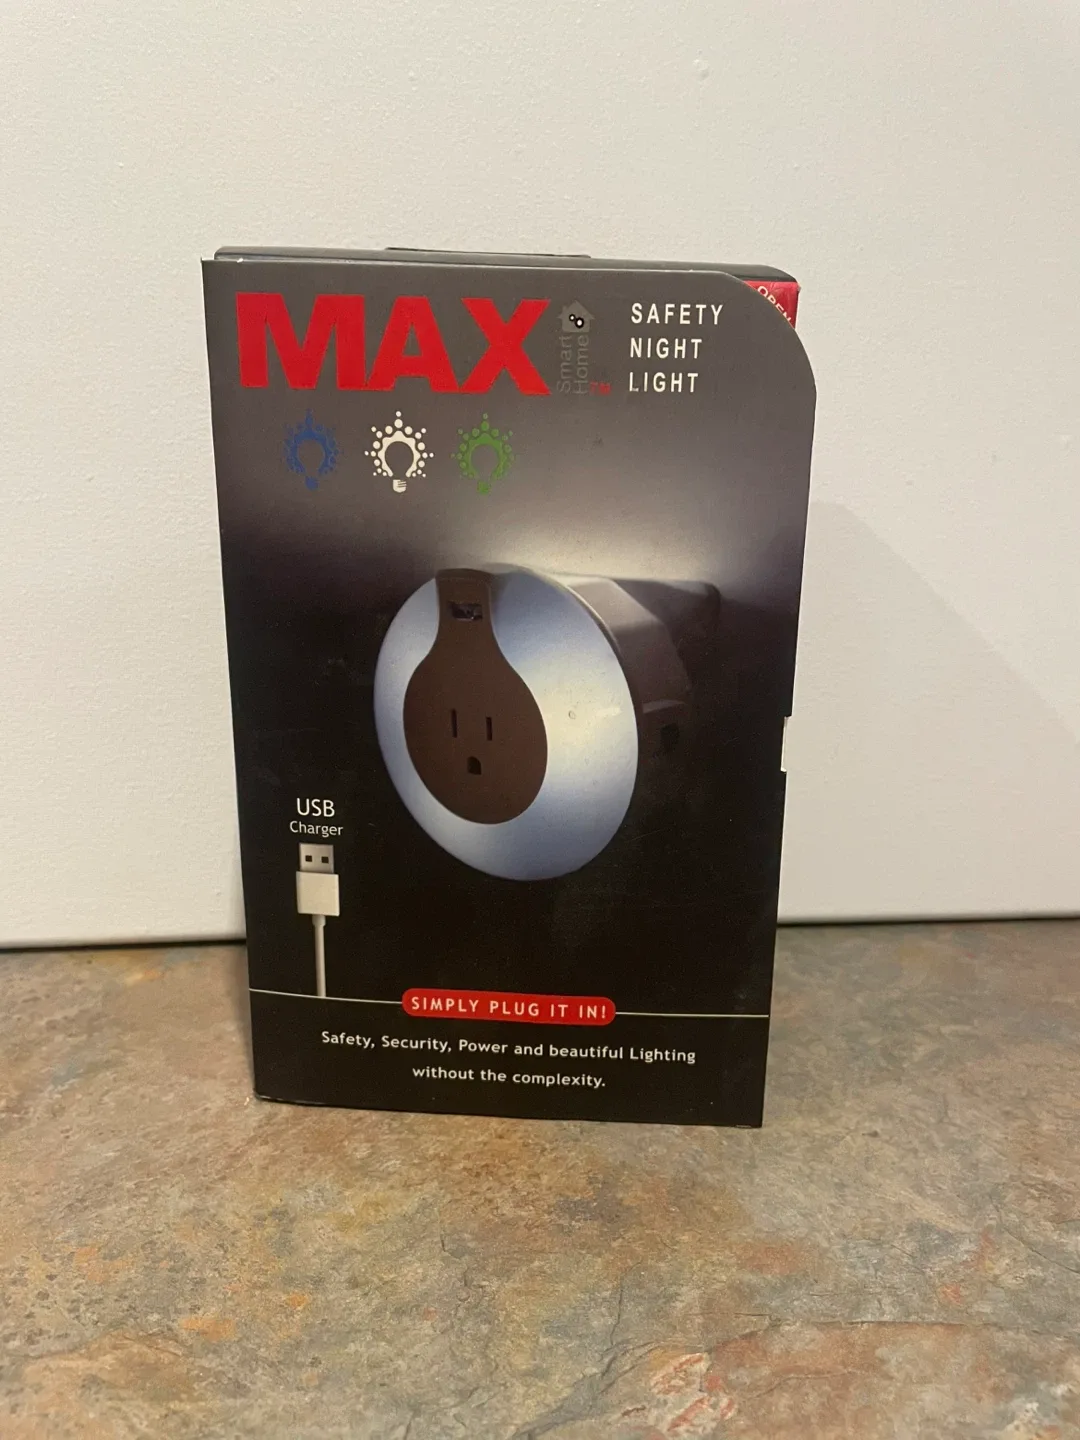 OPEN
MAX
Smart
Home TM
SAFETY
NIGHT
LIGHT
USB
Charger
SIMPLY PLUG IT IN!
Safety, Security, Power and beautiful Lighting
without the complexity.